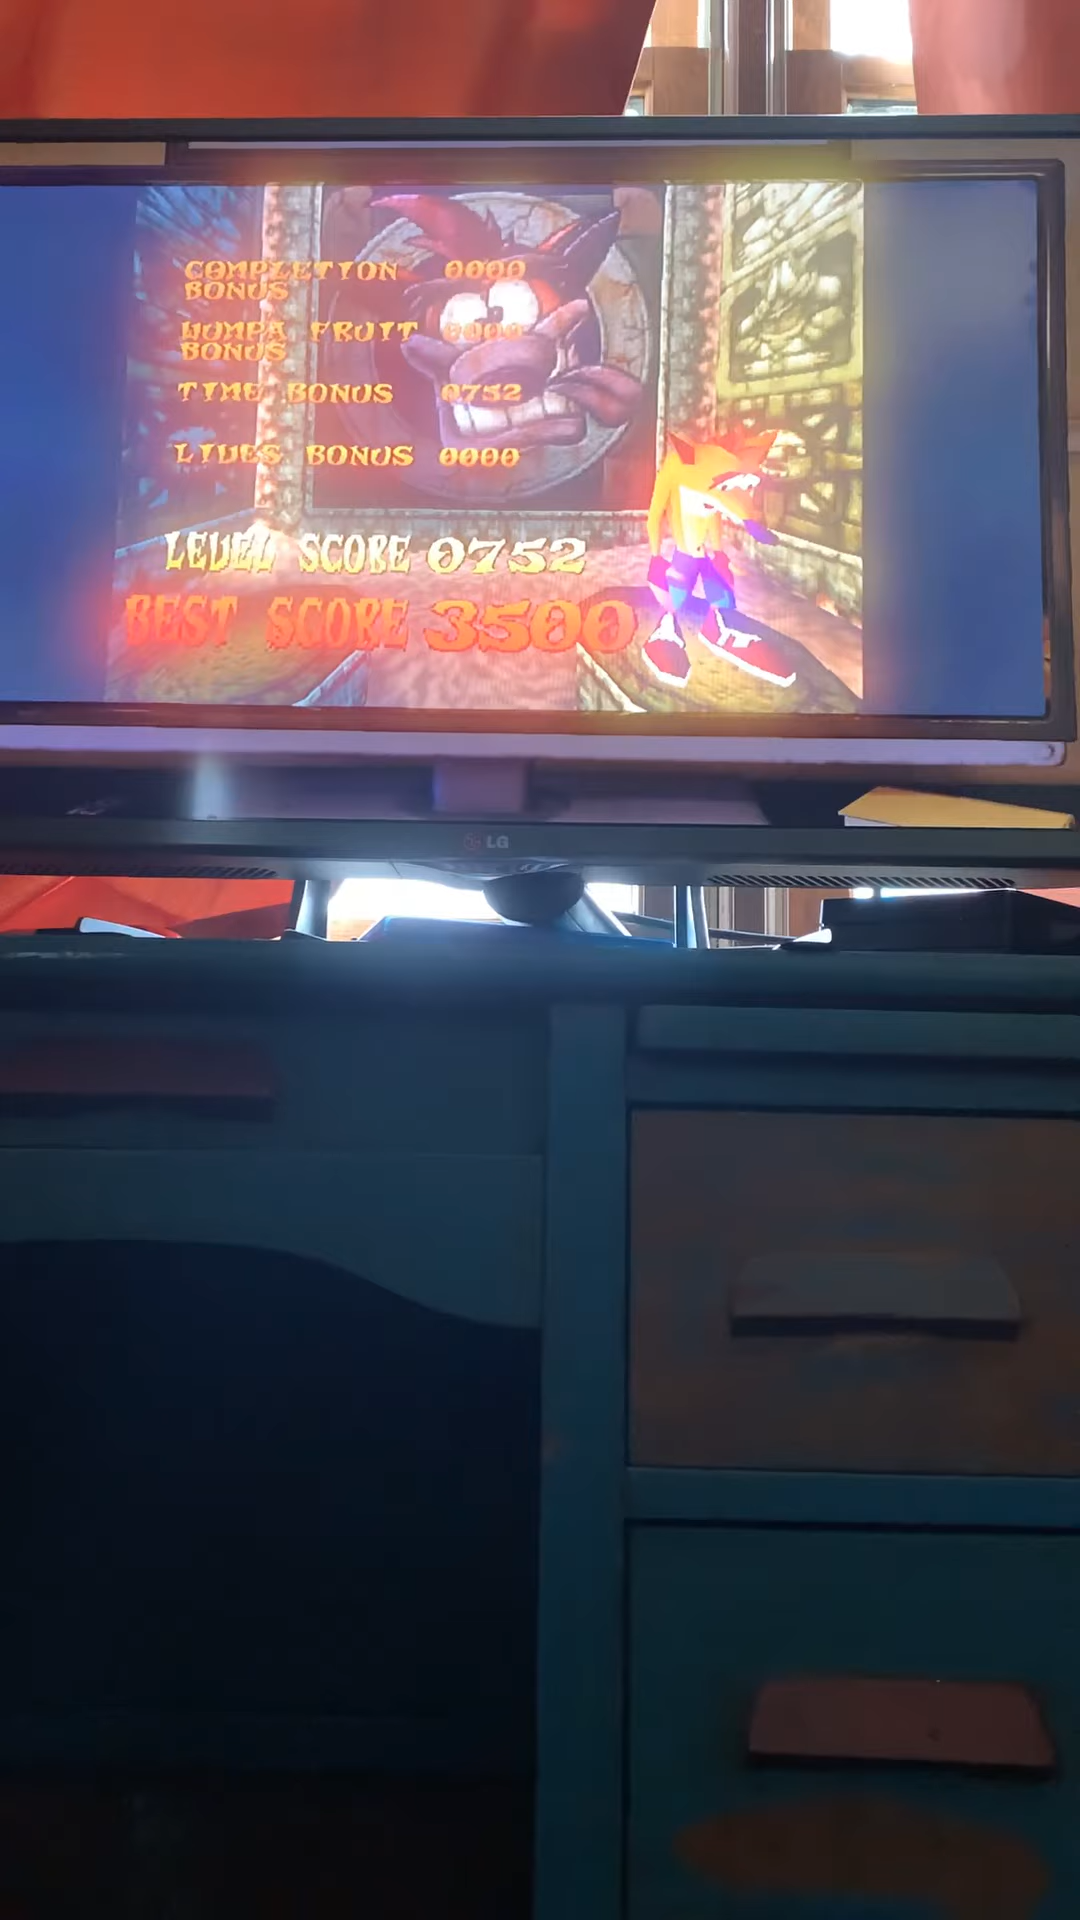 COMPLETION 0000
BONUS
WUMPA FRUIT 0000
BONUS
TIME BONUS 0752
LIVES BONUS 0000
LEVEL SCORE 0752
BEST SCORE 3500
LG